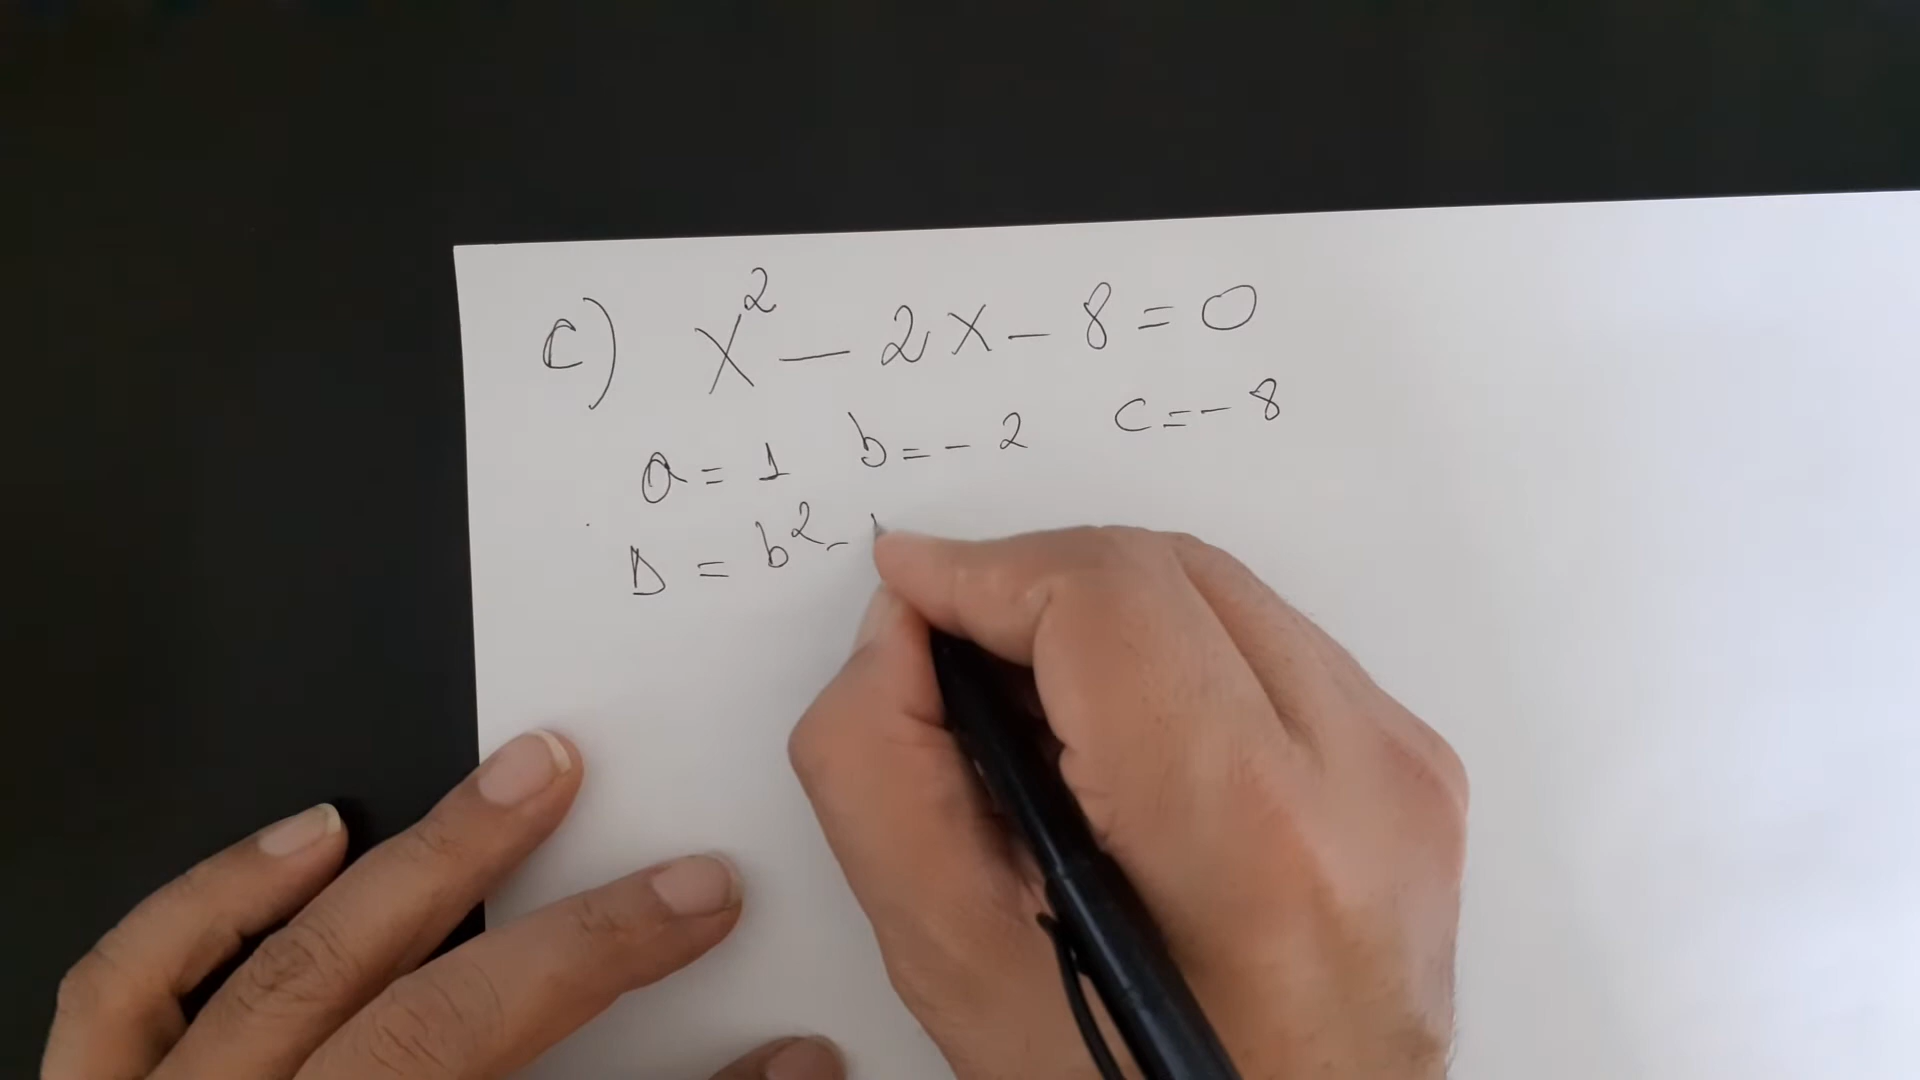 c) x² - 2x - 8 = 0
a = 1 b = - 2 c = - 8
D = b² -